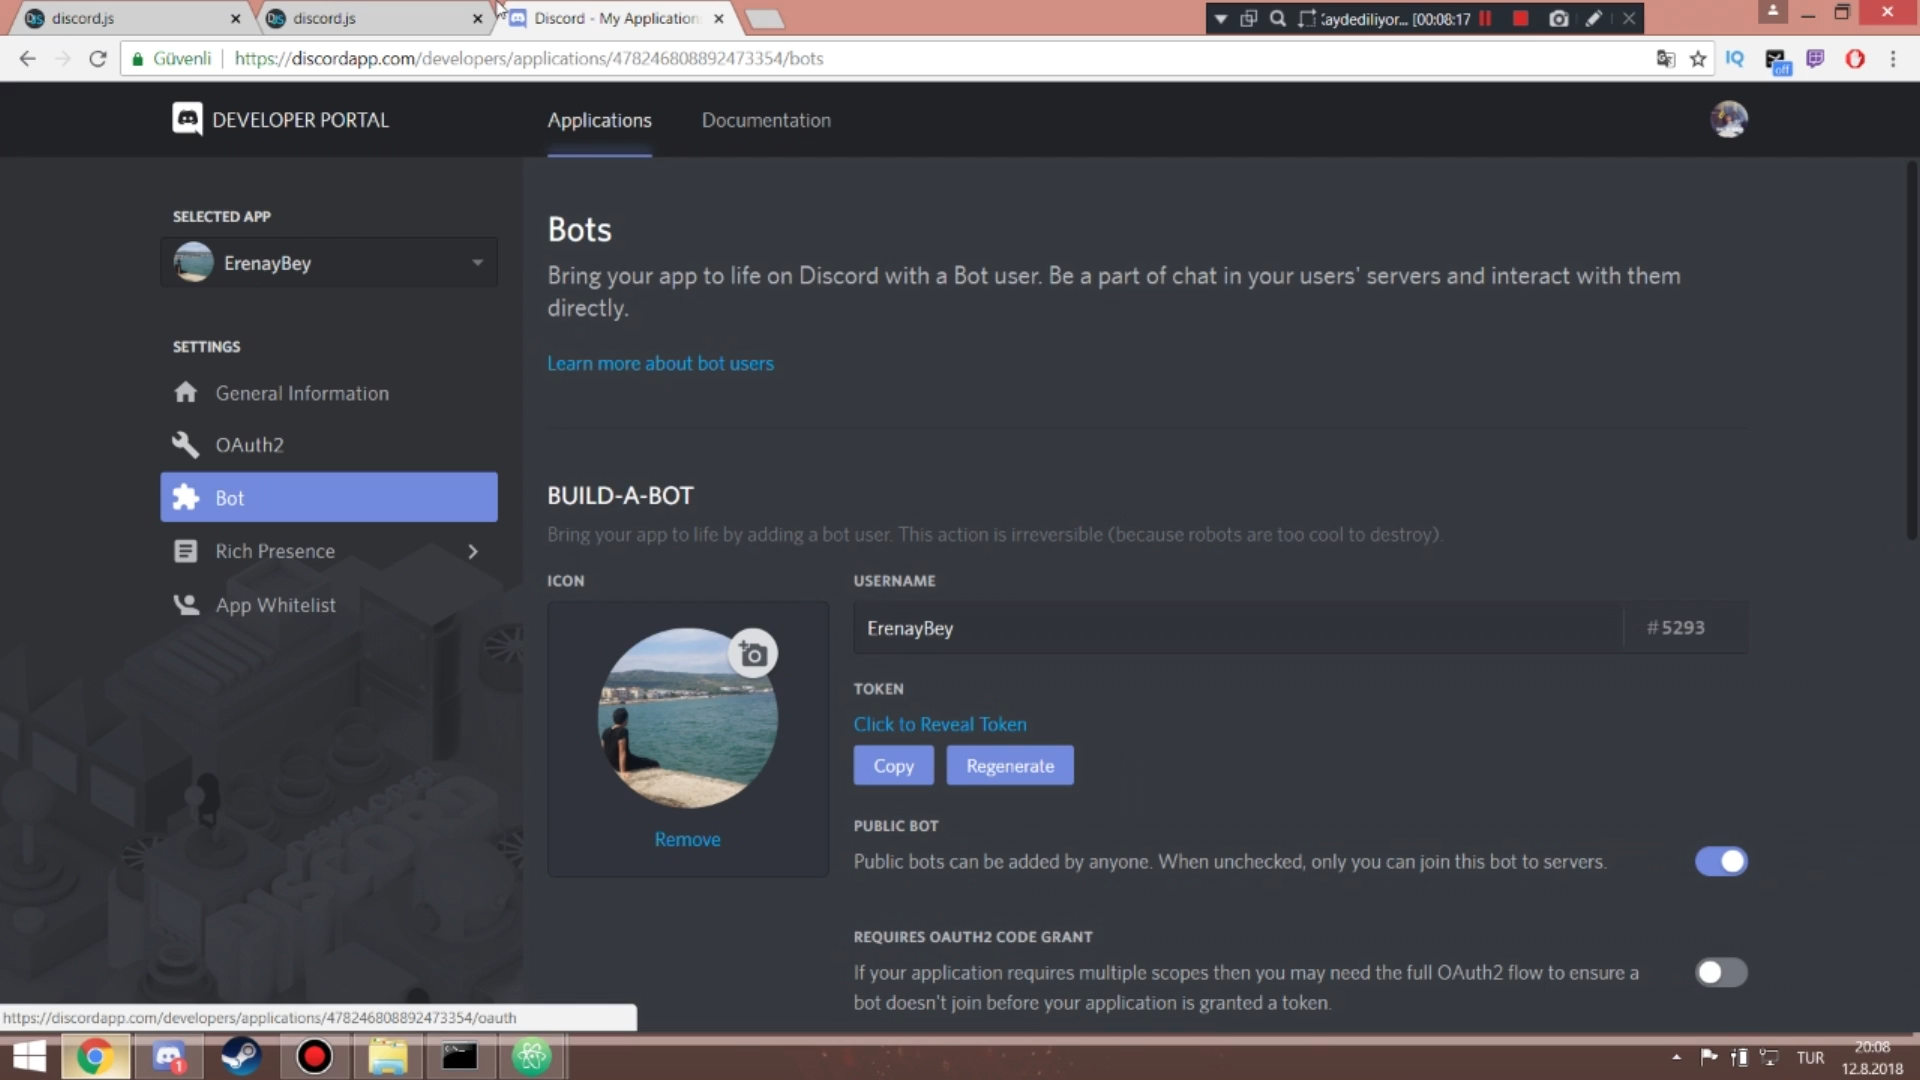 discord.js
discord.js
Discord - My Application
Kaydediliyor... [00:08:17]
Güvenli
https://discordapp.com/developers/applications/478246808892473354/bots
IQ
off
DEVELOPER PORTAL
Applications
Documentation
SELECTED APP
ErenayBey
SETTINGS
General Information
OAuth2
Bot
Rich Presence
App Whitelist
Bots
Bring your app to life on Discord with a Bot user. Be a part of chat in your users' servers and interact with them
directly.
Learn more about bot users
BUILD-A-BOT
Bring your app to life by adding a bot user. This action is irreversible (because robots are too cool to destroy).
ICON
Remove
USERNAME
ErenayBey
#5293
TOKEN
Click to Reveal Token
Copy
Regenerate
PUBLIC BOT
Public bots can be added by anyone. When unchecked, only you can join this bot to servers.
REQUIRES OAUTH2 CODE GRANT
If your application requires multiple scopes then you may need the full OAuth2 flow to ensure a
bot doesn't join before your application is granted a token.
https://discordapp.com/developers/applications/478246808892473354/oauth
1
TUR
20:08
12.8.2018